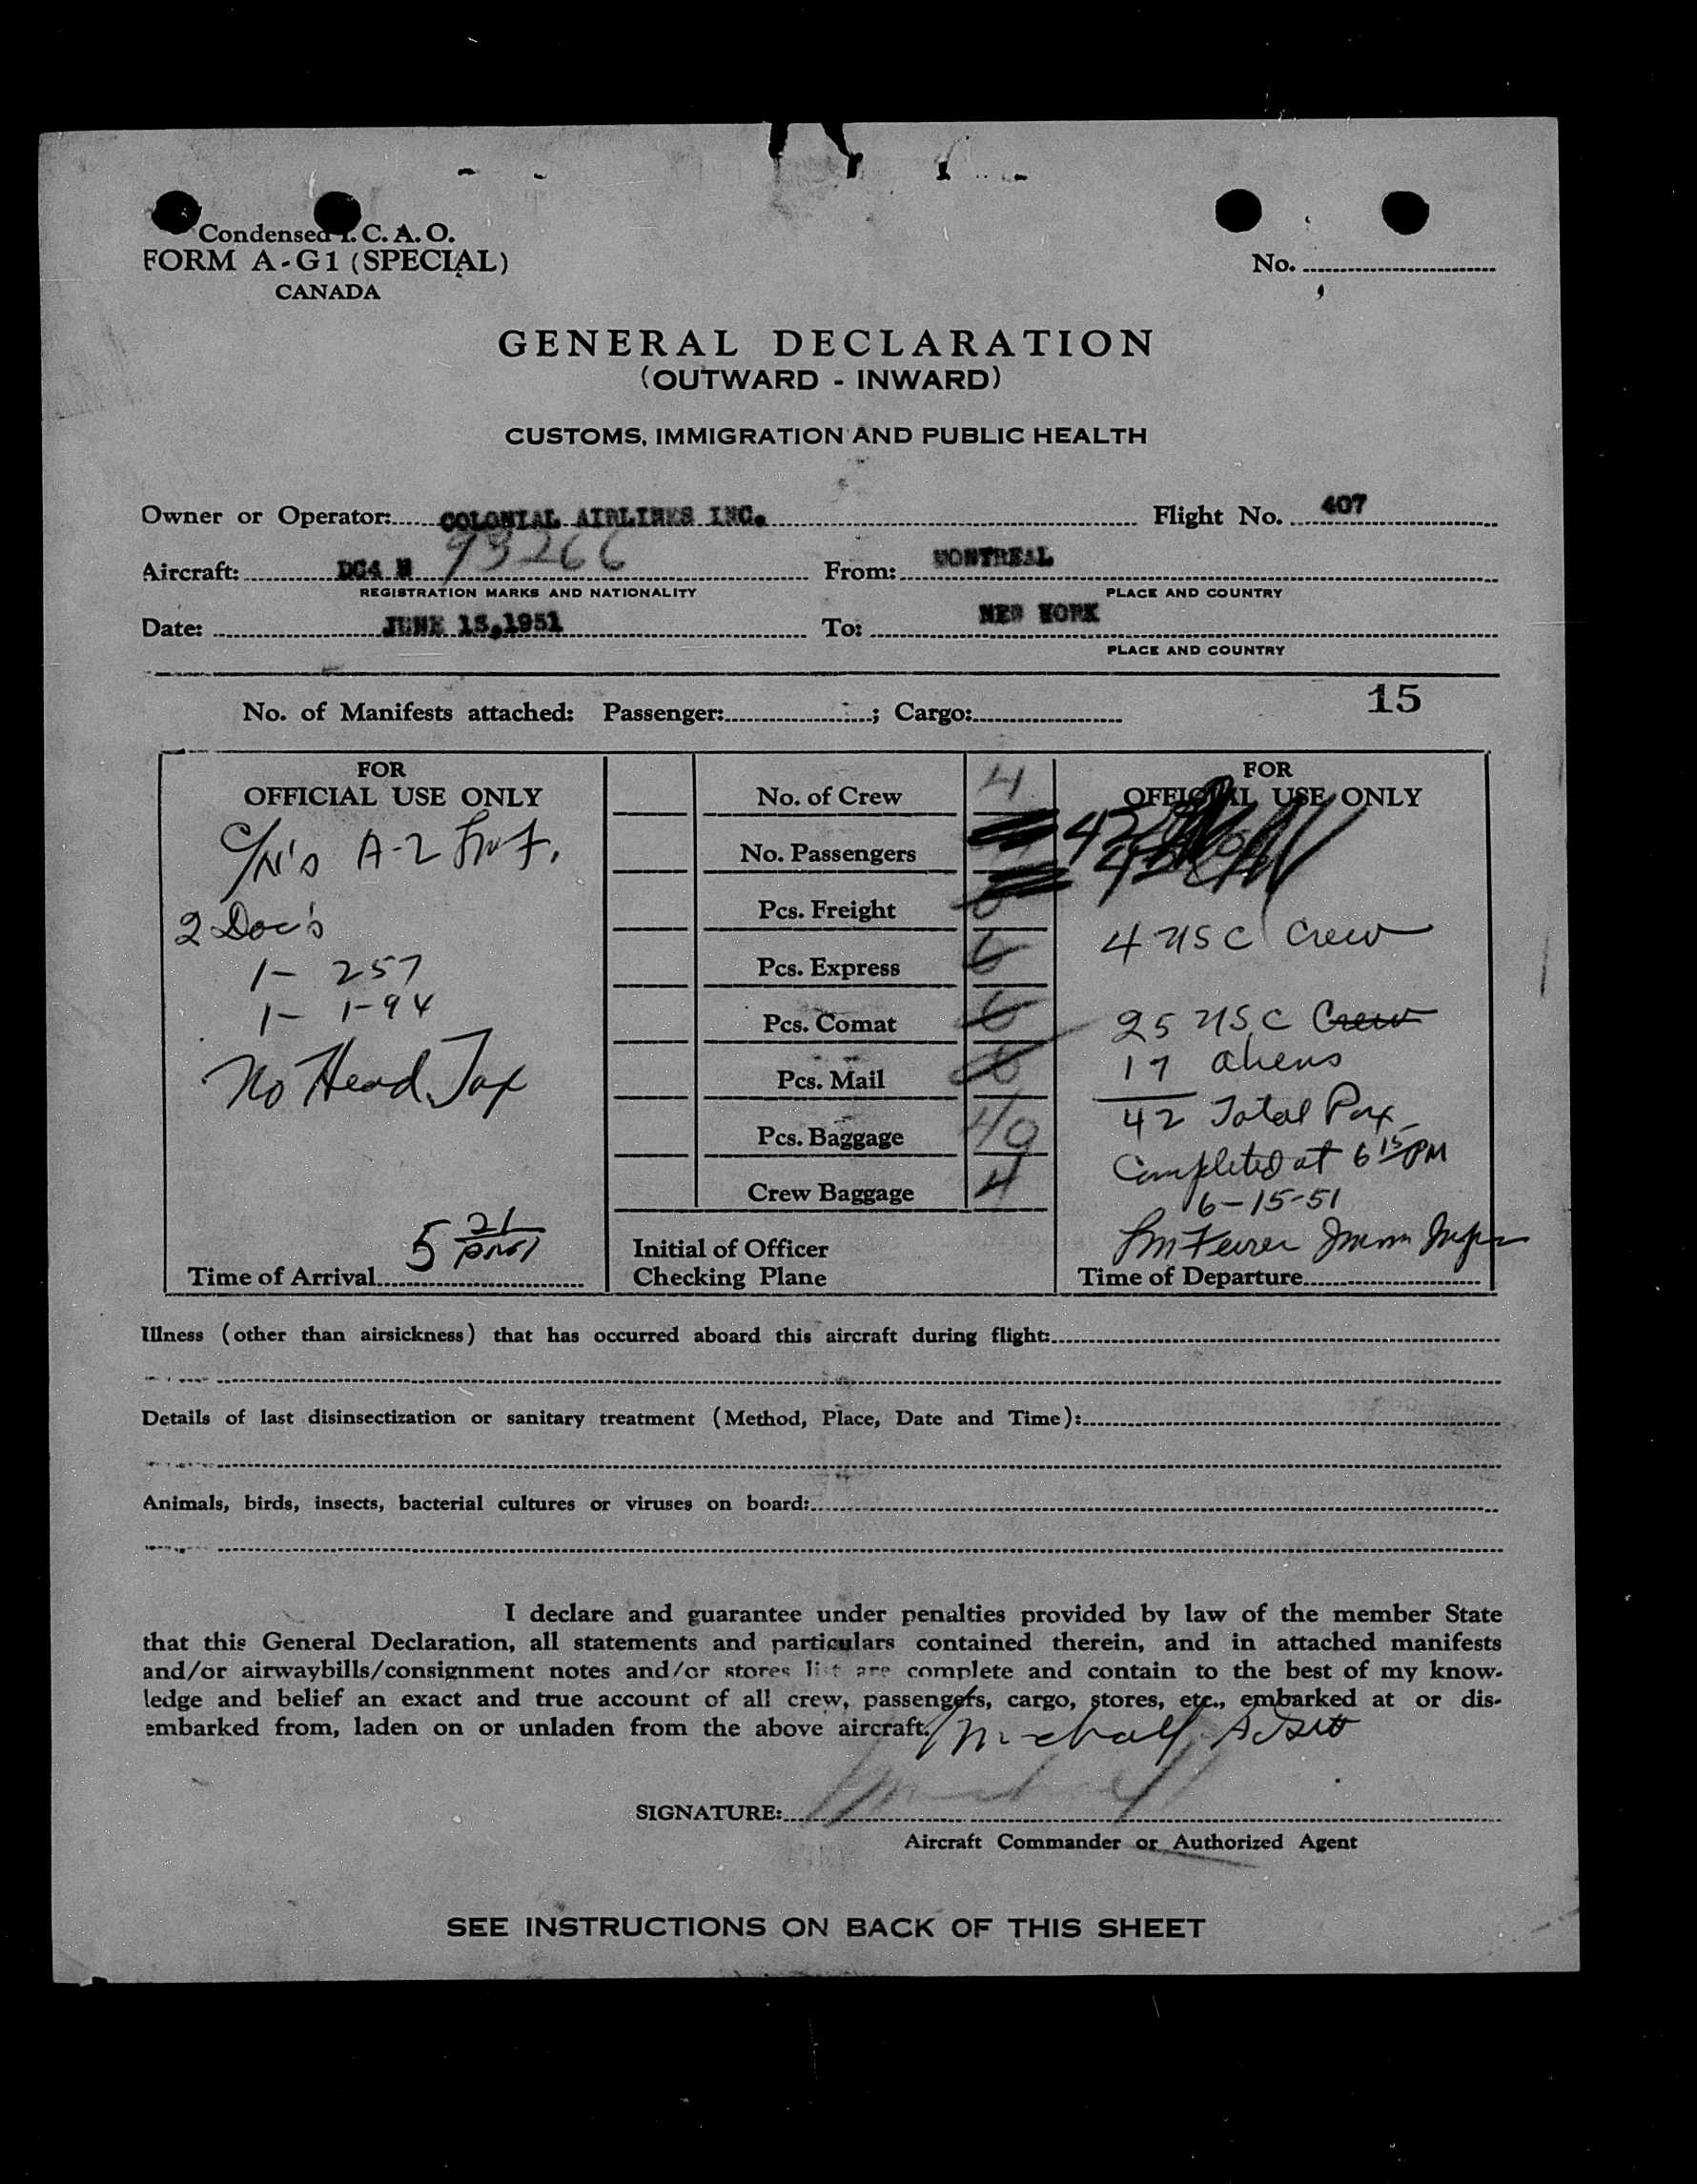 Condensed I. C. A. O.
FORM A-G1 (SPECIAL)
CANADA
No.
GENERAL DECLARATION
(OUTWARD - INWARD)
CUSTOMS, IMMIGRATION AND PUBLIC HEALTH
Owner or Operator: COLONIAL AIRLINES INC. Flight No. 407
Aircraft: DC4 N 93266 From: MONTREAL
REGISTRATION MARKS AND NATIONALITY PLACE AND COUNTRY
Date: JUNE 15,1951 To: NEW YORK
PLACE AND COUNTRY
15
No. of Manifests attached: Passenger: ; Cargo:
FOR
OFFICIAL USE ONLY
C/N's A-2
2 Doc's
1- 257
1- 1-94
No Head Tax
5 21 PM
Time of Arrival
No. of Crew 4
No. Passengers
Pcs. Freight
Pcs. Express
Pcs. Comat
Pcs. Mail
Pcs. Baggage 49
Crew Baggage 4
Initial of Officer
Checking Plane
FOR
OFFICIAL USE ONLY
4 USC Crew
25 USC Crew
17 aliens
42 Total Pax
Completed at 6 15 PM
6-15-51
Time of Departure
Illness (other than airsickness) that has occurred aboard this aircraft during flight:
Details of last disinsectization or sanitary treatment (Method, Place, Date and Time):
Animals, birds, insects, bacterial cultures or viruses on board:
I declare and guarantee under penalties provided by law of the member State
that this General Declaration, all statements and particulars contained therein, and in attached manifests
and/or airwaybills/consignment notes and/or stores list are complete and contain to the best of my know-
ledge and belief an exact and true account of all crew, passengers, cargo, stores, etc., embarked at or dis-
embarked from, laden on or unladen from the above aircraft.
SIGNATURE:
Aircraft Commander or Authorized Agent
SEE INSTRUCTIONS ON BACK OF THIS SHEET